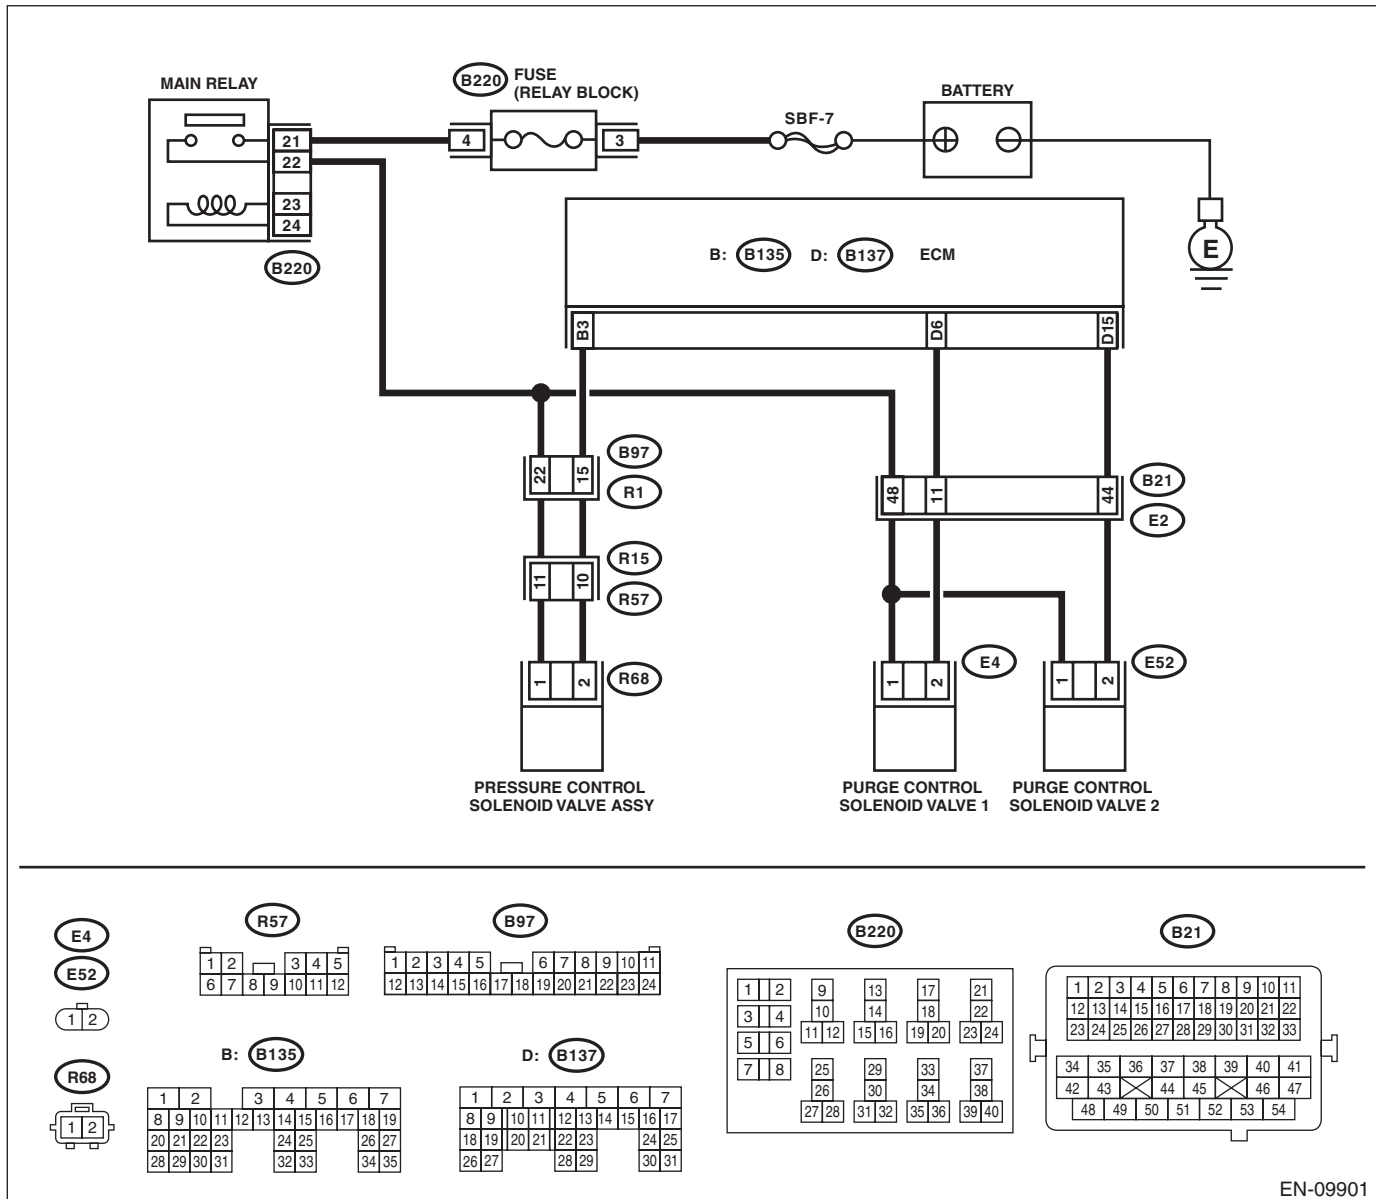 MAIN RELAY
B220
FUSE
(RELAY BLOCK)
SBF-7
BATTERY
21
22
23
24
4
3
B220
E
B: B135 D: B137 ECM
B3
D6
D15
22
15
B97
R1
48
11
44
B21
E2
11
10
R15
R57
1
2
R68
1
2
E4
1
2
E52
PRESSURE CONTROL
SOLENOID VALVE ASSY
PURGE CONTROL
SOLENOID VALVE 1
PURGE CONTROL
SOLENOID VALVE 2
E4
E52
1 2
R68
1 2
R57
1 2 3 4 5
6 7 8 9 10 11 12
B97
1 2 3 4 5 6 7 8 9 10 11
12 13 14 15 16 17 18 19 20 21 22 23 24
B: B135
1 2 3 4 5 6 7
8 9 10 11 12 13 14 15 16 17 18 19
20 21 22 23 24 25 26 27
28 29 30 31 32 33 34 35
D: B137
1 2 3 4 5 6 7
8 9 10 11 12 13 14 15 16 17
18 19 20 21 22 23 24 25
26 27 28 29 30 31
B220
1 2 9 13 17 21
3 4 10 14 18 22
11 12 15 16 19 20 23 24
5 6
7 8 25 29 33 37
26 30 34 38
27 28 31 32 35 36 39 40
B21
1 2 3 4 5 6 7 8 9 10 11
12 13 14 15 16 17 18 19 20 21 22
23 24 25 26 27 28 29 30 31 32 33
34 35 36 37 38 39 40 41
42 43 44 45 46 47
48 49 50 51 52 53 54
EN-09901